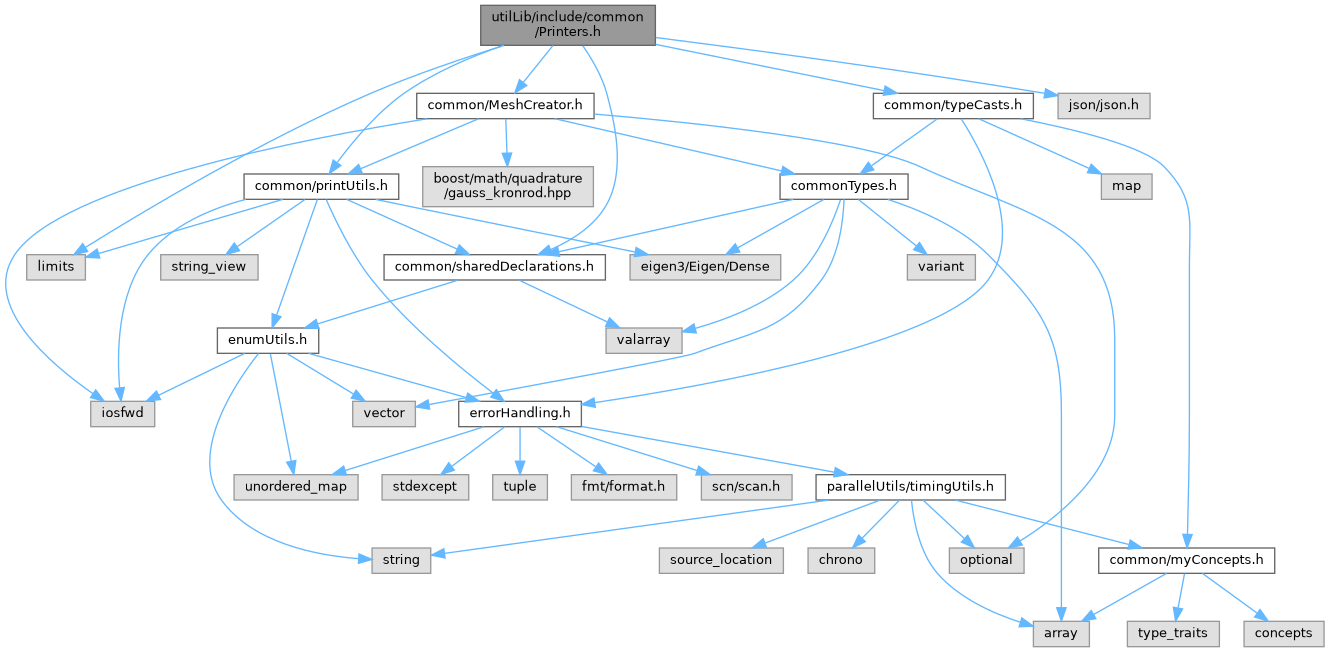 utilLib/include/common
/Printers.h
common/MeshCreator.h
common/typeCasts.h
json/json.h
common/printUtils.h
boost/math/quadrature
/gauss_kronrod.hpp
commonTypes.h
map
limits
string_view
common/sharedDeclarations.h
eigen3/Eigen/Dense
variant
enumUtils.h
valarray
iosfwd
vector
errorHandling.h
unordered_map
stdexcept
tuple
fmt/format.h
scn/scan.h
parallelUtils/timingUtils.h
string
source_location
chrono
optional
common/myConcepts.h
array
type_traits
concepts